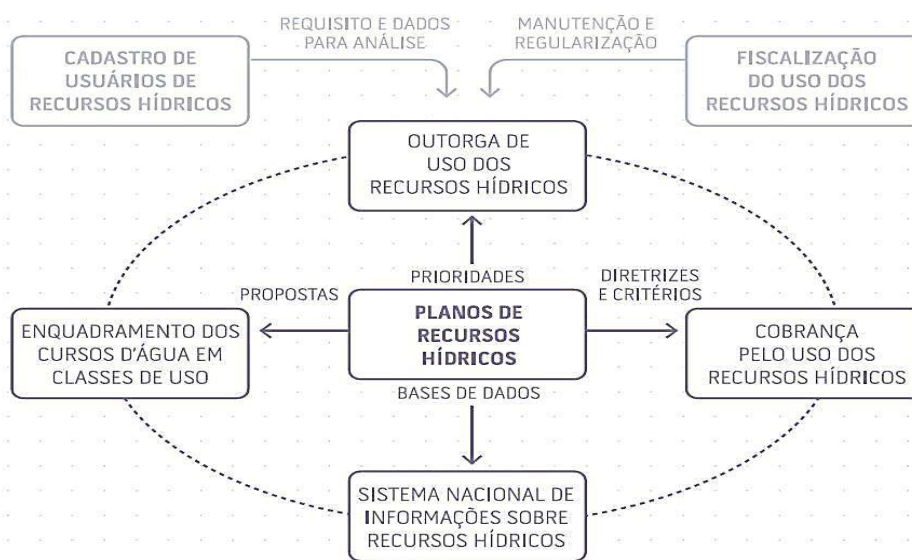 REQUISITO E DADOS
PARA ANÁLISE
MANUTENÇÃO E
REGULARIZAÇÃO
CADASTRO DE
USUÁRIOS DE
RECURSOS HÍDRICOS
FISCALIZAÇÃO
DO USO DOS
RECURSOS HÍDRICOS
OUTORGA DE
USO DOS
RECURSOS HÍDRICOS
PRIORIDADES
PROPOSTAS
DIRETRIZES
E CRITÉRIOS
ENQUADRAMENTO DOS
CURSOS D'ÁGUA EM
CLASSES DE USO
PLANOS DE
RECURSOS
HÍDRICOS
COBRANÇA
PELO USO DOS
RECURSOS HÍDRICOS
BASES DE DADOS
SISTEMA NACIONAL DE
INFORMAÇÕES SOBRE
RECURSOS HÍDRICOS